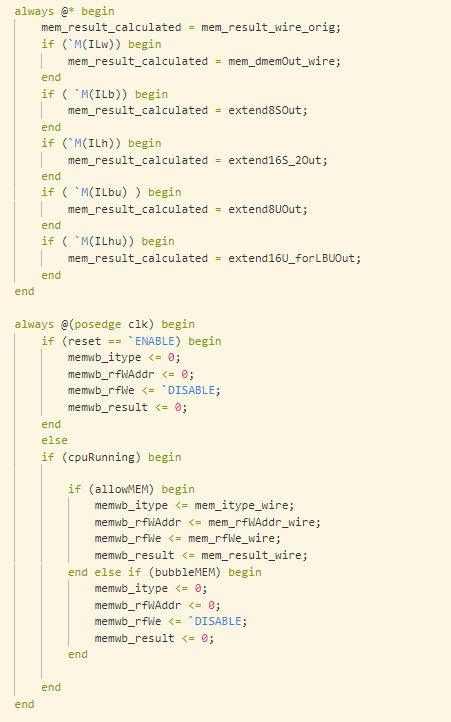 always @* begin
    mem_result_calculated = mem_result_wire_orig;
    if (`M(ILw)) begin
        mem_result_calculated = mem_dmemOut_wire;
    end
    if ( `M(ILb)) begin
        mem_result_calculated = extend8SOut;
    end
    if (`M(ILh)) begin
        mem_result_calculated = extend16S_2Out;
    end
    if ( `M(ILbu) ) begin
        mem_result_calculated = extend8UOut;
    end
    if ( `M(ILhu)) begin
        mem_result_calculated = extend16U_forLBUOut;
    end
end

always @(posedge clk) begin
    if (reset == `ENABLE) begin
        memwb_itype <= 0;
        memwb_rfWAddr <= 0;
        memwb_rfWe <= `DISABLE;
        memwb_result <= 0;
    end
    else
    if (cpuRunning) begin

        if (allowMEM) begin
            memwb_itype <= mem_itype_wire;
            memwb_rfWAddr <= mem_rfWAddr_wire;
            memwb_rfWe <= mem_rfWe_wire;
            memwb_result <= mem_result_wire;
        end else if (bubbleMEM) begin
            memwb_itype <= 0;
            memwb_rfWAddr <= 0;
            memwb_rfWe <= `DISABLE;
            memwb_result <= 0;
        end

    end
end